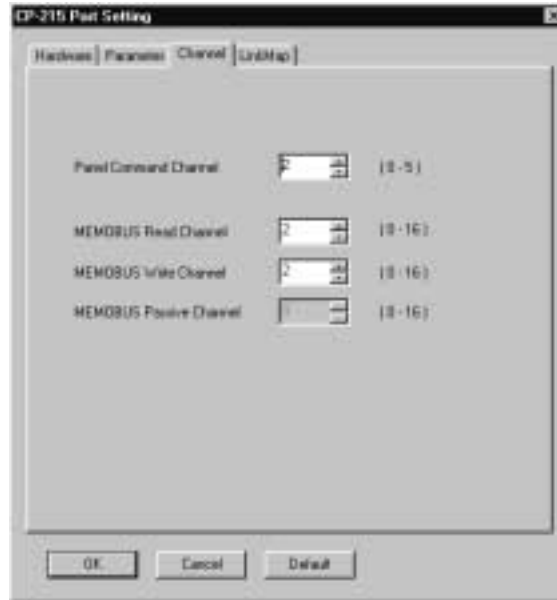 CP-215 Port Setting
Hardware Parameter Channel LinkMap
Panel Command Channel 2 (0-5)
MEMOBUS Read Channel 2 (0-16)
MEMOBUS Write Channel 2 (0-16)
MEMOBUS Passive Channel (0-16)
OK Cancel Default